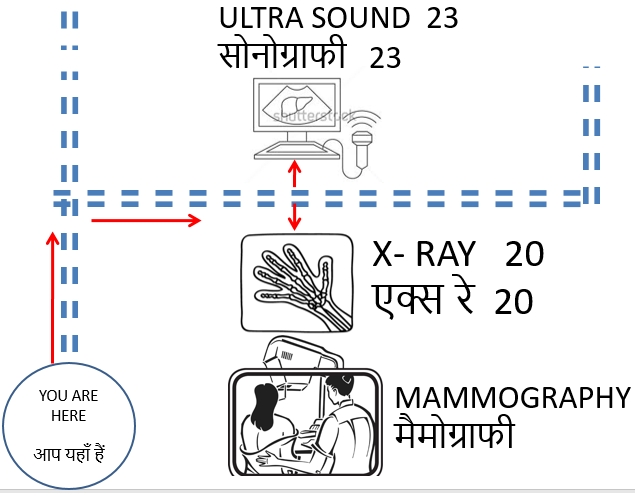 ULTRA SOUND 23
सोनोग्राफी 23
shutterstock
X- RAY 20
एक्स रे 20
MAMMOGRAPHY
मैमोग्राफी
YOU ARE
HERE
आप यहाँ हैं